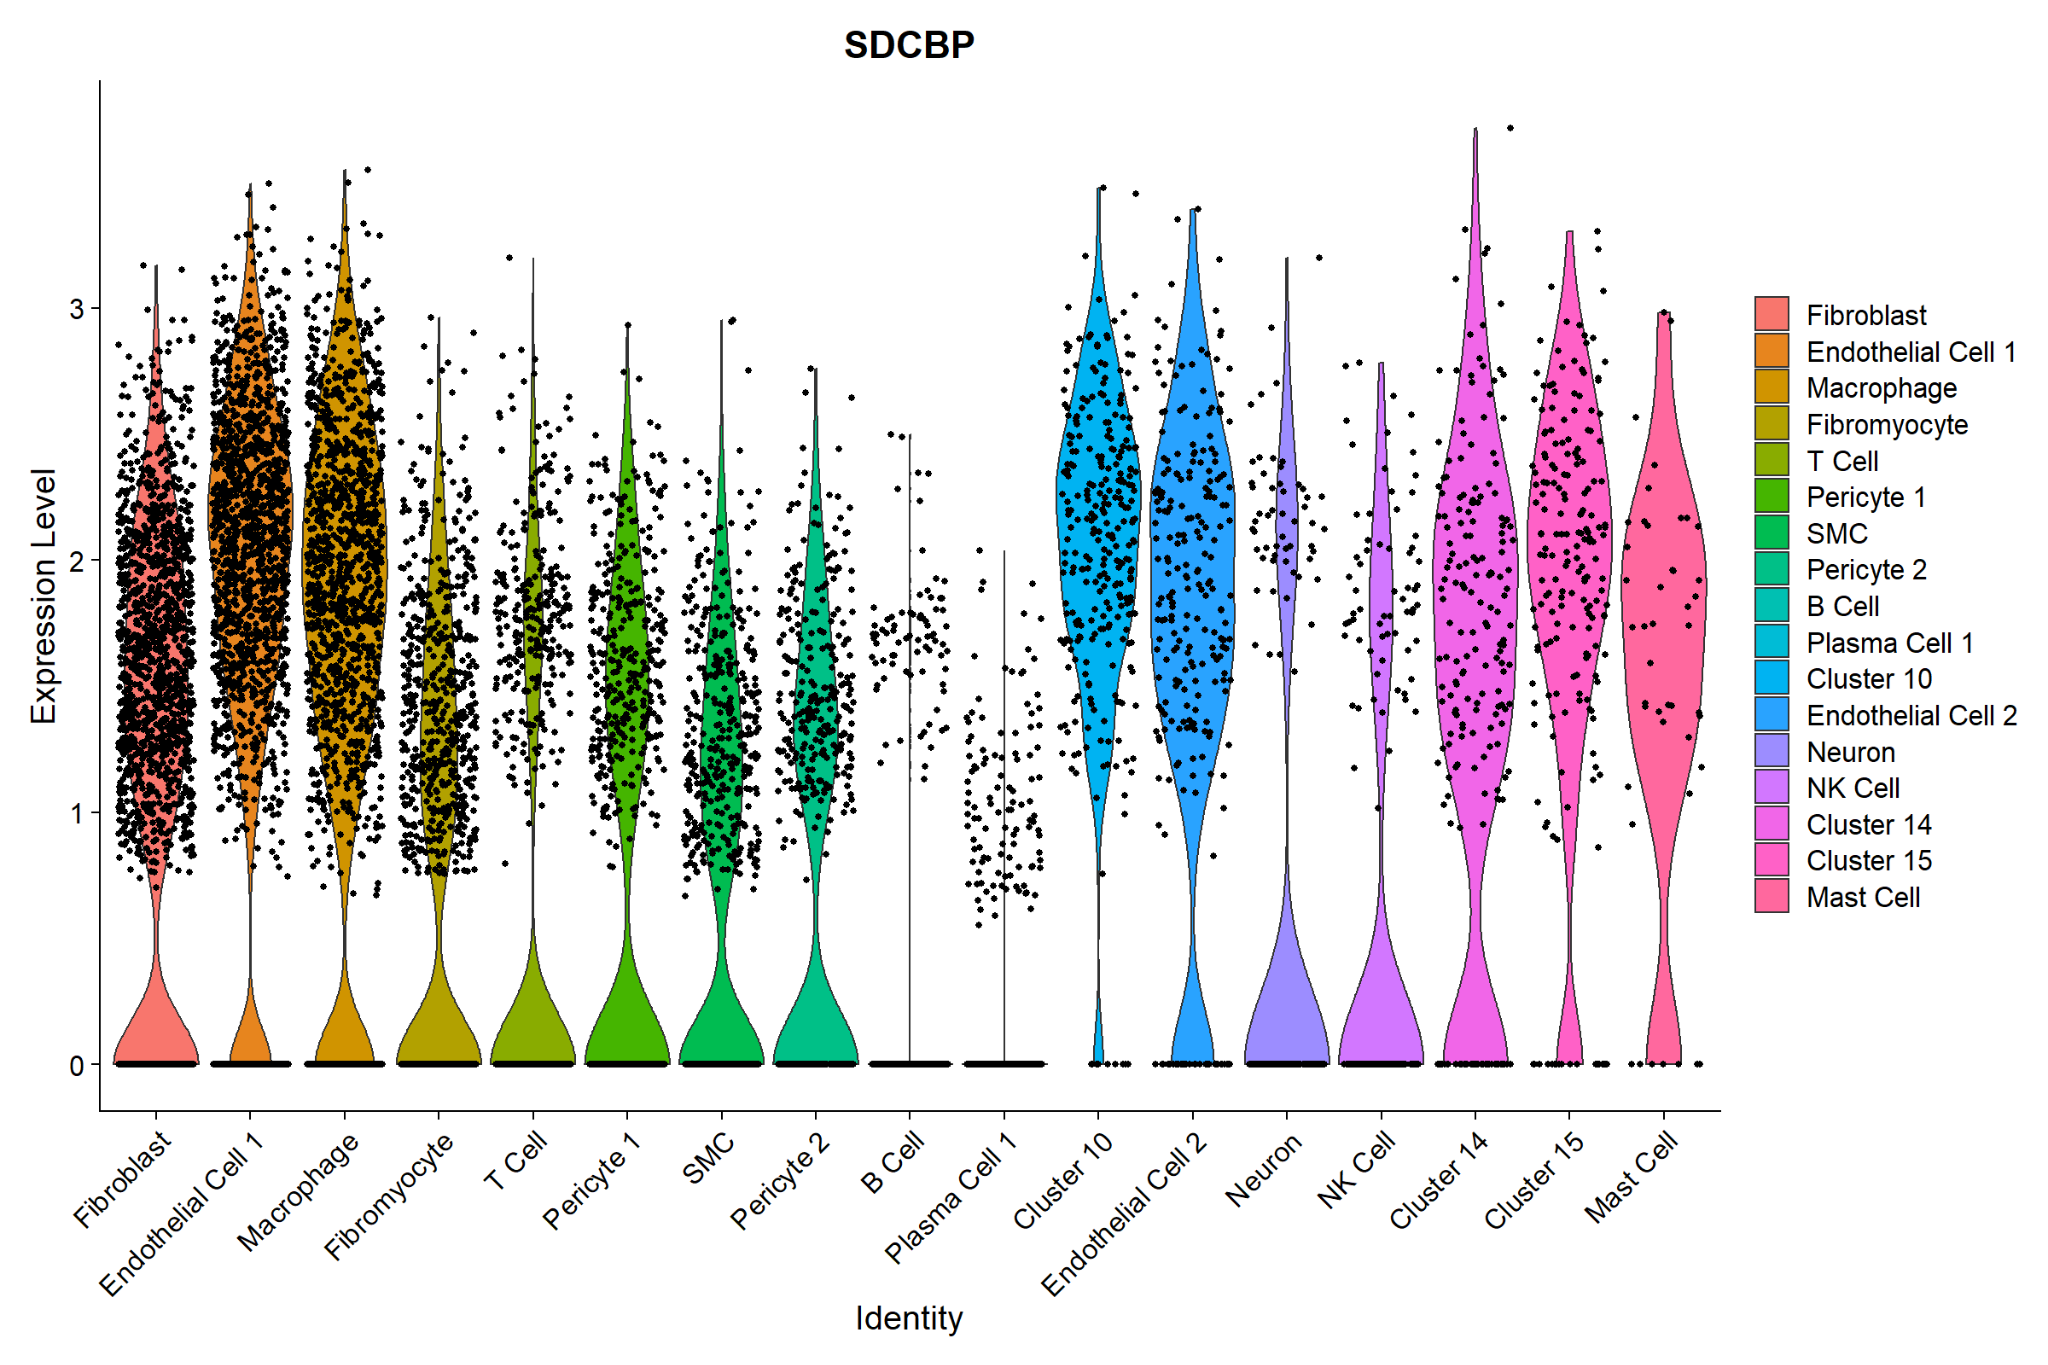 SDCBP
Expression Level
3
2
1
0
Fibroblast
Endothelial Cell 1
Macrophage
Fibromyocyte
T Cell
Pericyte 1
SMC
Pericyte 2
B Cell
Plasma Cell 1
Cluster 10
Endothelial Cell 2
Neuron
NK Cell
Cluster 14
Cluster 15
Mast Cell
Identity
Fibroblast
Endothelial Cell 1
Macrophage
Fibromyocyte
T Cell
Pericyte 1
SMC
Pericyte 2
B Cell
Plasma Cell 1
Cluster 10
Endothelial Cell 2
Neuron
NK Cell
Cluster 14
Cluster 15
Mast Cell